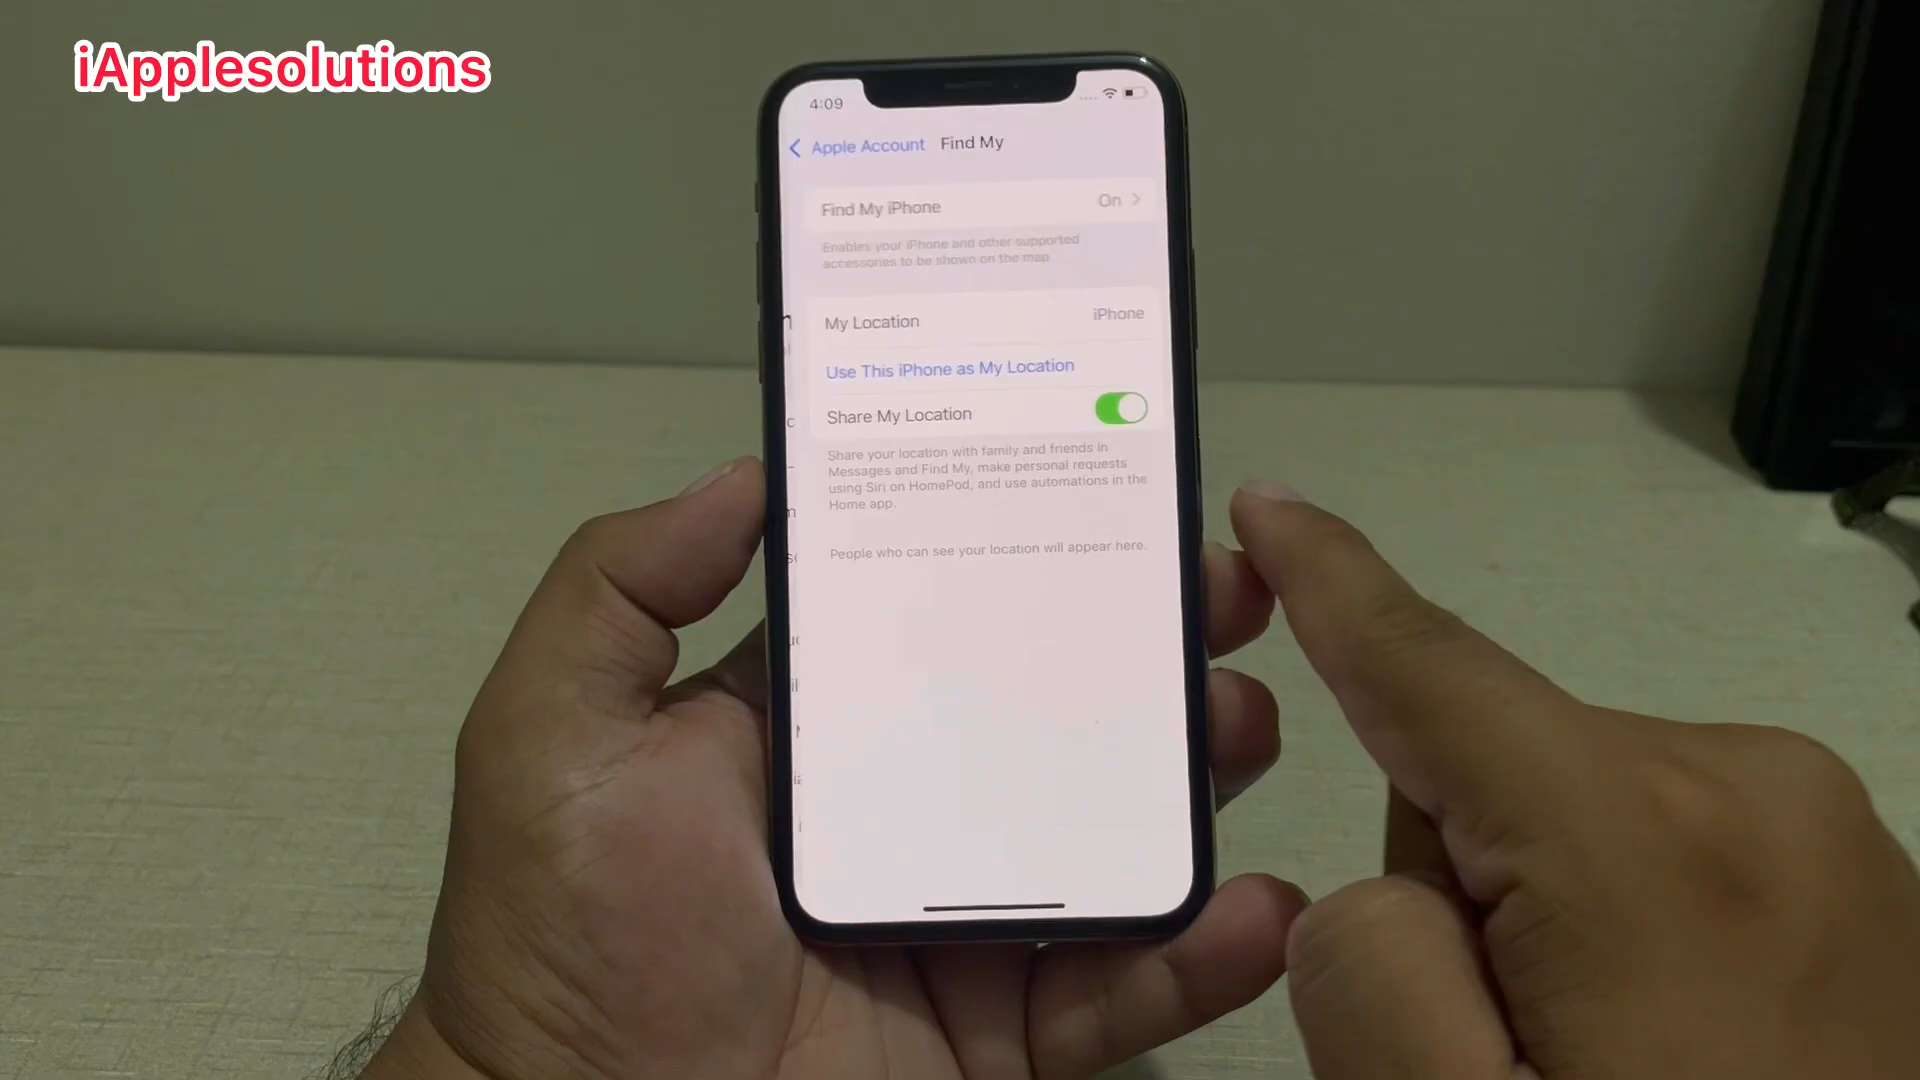 iApplesolutions
4:09
Apple Account
Find My
Find My iPhone
On
Enables your iPhone and other supported
accessories to be shown on the map
My Location
iPhone
Use This iPhone as My Location
Share My Location
Share your location with family and friends in
Messages and Find My, make personal requests
using Siri on HomePod, and use automations in the
Home app.
People who can see your location will appear here.